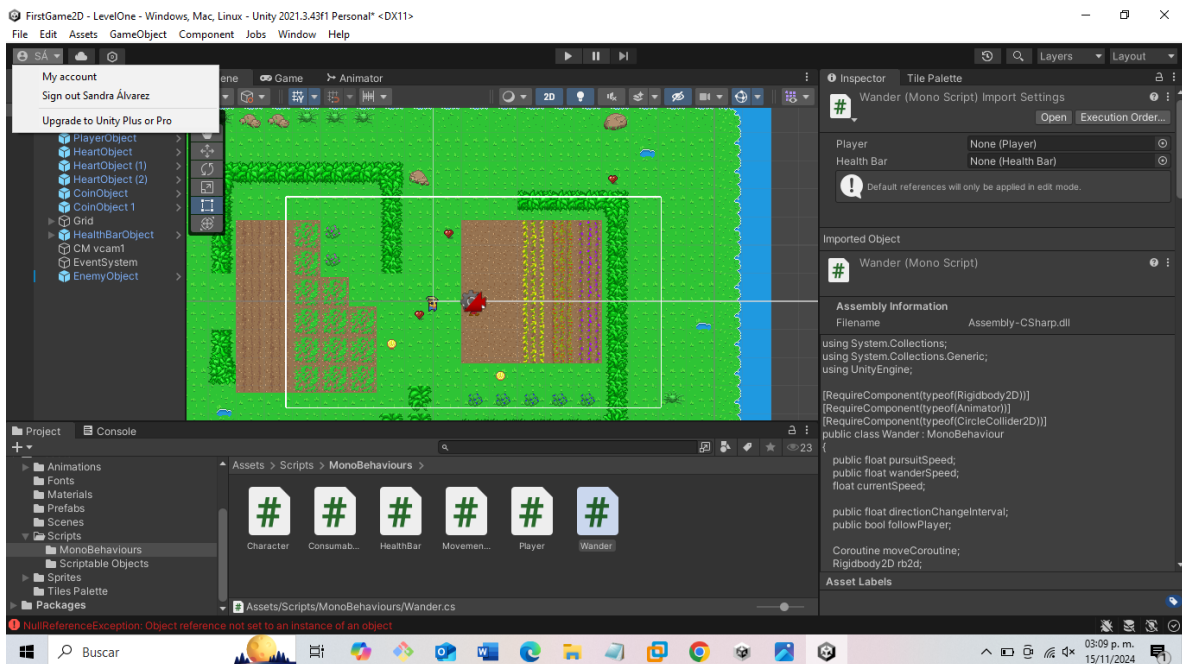 FirstGame2D - LevelOne - Windows, Mac, Linux - Unity 2021.3.43f1 Personal* <DX11>
File Edit Assets GameObject Component Jobs Window Help
SÁ
Layers
Layout
My account
Sign out Sandra Álvarez
Upgrade to Unity Plus or Pro
ene
Game
Animator
2D
PlayerObject
HeartObject
HeartObject (1)
HeartObject (2)
CoinObject
CoinObject 1
Grid
HealthBarObject
CM vcam1
EventSystem
EnemyObject
Inspector
Tile Palette
Wander (Mono Script) Import Settings
Open
Execution Order...
Player
None (Player)
Health Bar
None (Health Bar)
Default references will only be applied in edit mode.
Imported Object
Wander (Mono Script)
Assembly Information
Filename
Assembly-CSharp.dll
using System.Collections;
using System.Collections.Generic;
using UnityEngine;
[RequireComponent(typeof(Rigidbody2D))]
[RequireComponent(typeof(Animator))]
[RequireComponent(typeof(CircleCollider2D))]
public class Wander : MonoBehaviour
{
public float pursuitSpeed;
public float wanderSpeed;
float currentSpeed;
public float directionChangeInterval;
public bool followPlayer;
Coroutine moveCoroutine;
Rigidbody2D rb2d;
Asset Labels
Project
Console
23
Animations
Fonts
Materials
Prefabs
Scenes
Scripts
MonoBehaviours
Scriptable Objects
Sprites
Tiles Palette
Packages
Assets > Scripts > MonoBehaviours >
Character
Consumab...
HealthBar
Movemen...
Player
Wander
Assets/Scripts/MonoBehaviours/Wander.cs
NullReferenceException: Object reference not set to an instance of an object
Buscar
03:09 p. m.
15/11/2024